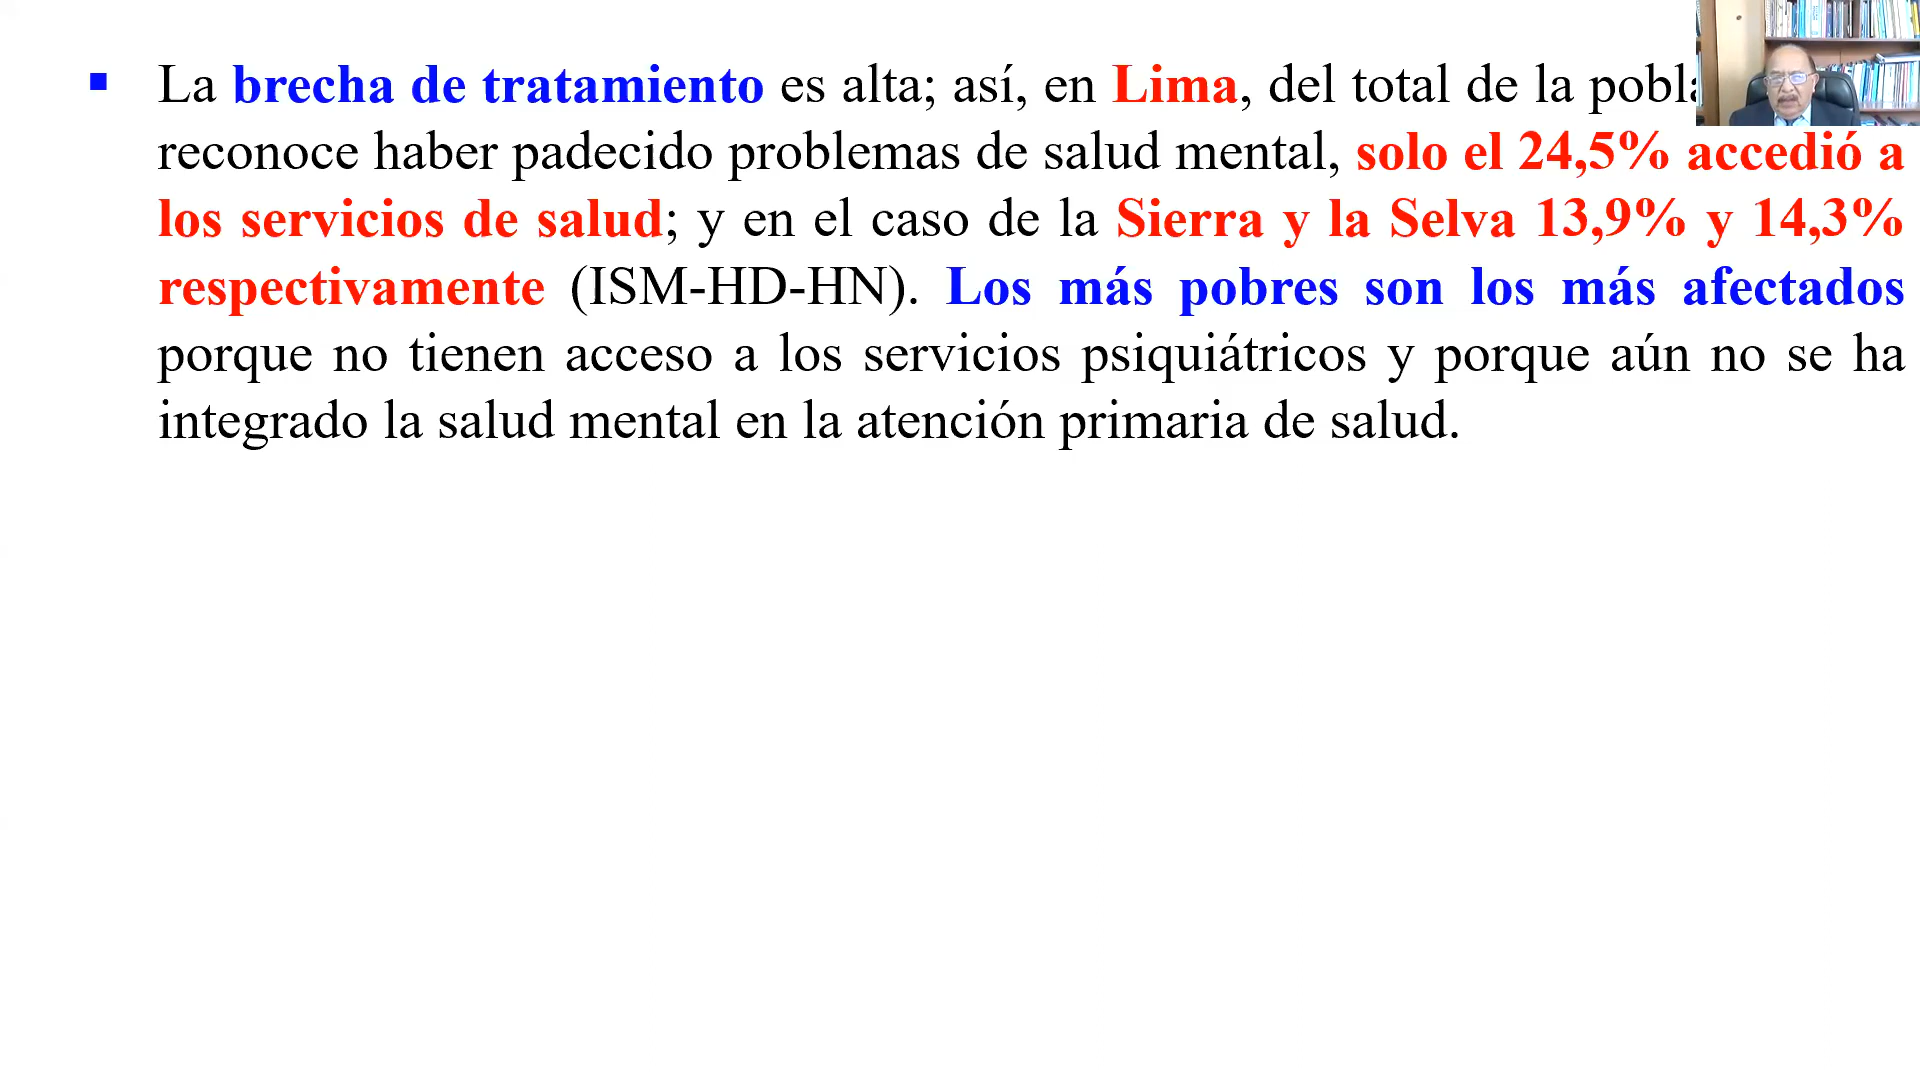 ▪ La brecha de tratamiento es alta; así, en Lima, del total de la
reconoce haber padecido problemas de salud mental, solo el 24,5% accedió a
los servicios de salud; y en el caso de la Sierra y la Selva 13,9% y 14,3%
respectivamente (ISM-HD-HN). Los más pobres son los más afectados
porque no tienen acceso a los servicios psiquiátricos y porque aún no se ha
integrado la salud mental en la atención primaria de salud.